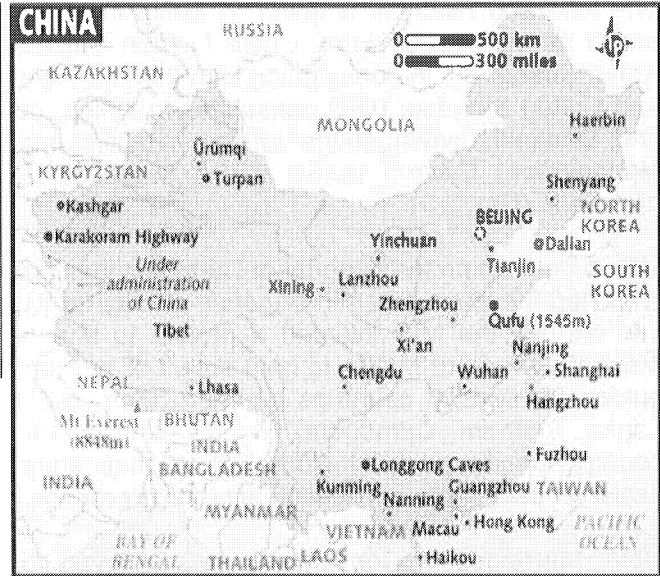 CHINA
RUSSIA
0 500 km
0 300 miles
KAZAKHSTAN
MONGOLIA
Haerbin
Ürümqi
KYRGYZSTAN
Turpan
Shenyang
Kashgar
BEIJING
NORTH
KOREA
Karakoram Highway
Yinchuan
Dalian
Under
administration
of China
Tianjin
SOUTH
KOREA
Xining
Lanzhou
Zhengzhou
Qufu (1545m)
Tibet
Xi'an
Nanjing
NEPAL
Lhasa
Chengdu
Wuhan
Shanghai
Hangzhou
Mt Everest
(8848m)
BHUTAN
INDIA
Fuzhou
BANGLADESH
Longgong Caves
INDIA
Kunming
Guangzhou
TAIWAN
Nanning
MYANMAR
VIETNAM
Macau
Hong Kong
PACIFIC
OCEAN
BAY OF
BENGAL
THAILAND
LAOS
Haikou